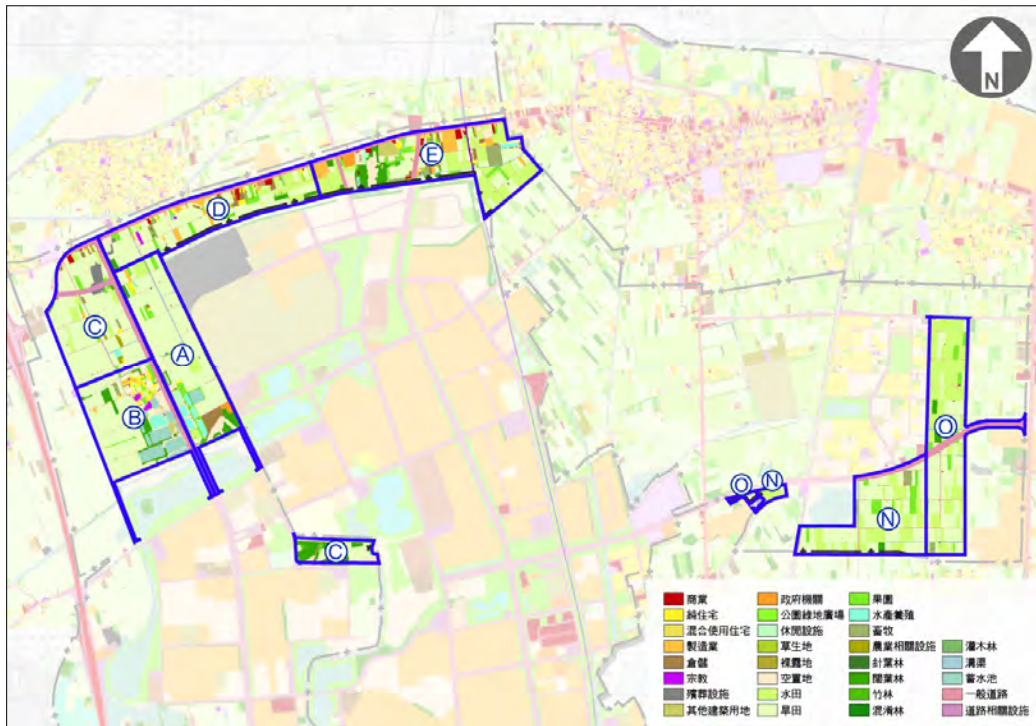 N
E
D
C
A
B
O
O
N
N
C
商業
純住宅
混合使用住宅
製造業
倉儲
宗教
殯葬設施
其他建築用地
政府機關
公園綠地廣場
休閒設施
草生地
裸露地
空置地
水田
旱田
果園
水產養殖
畜牧
農業相關設施
針葉林
闊葉林
竹林
混淆林
灌木林
溝渠
蓄水池
一般道路
道路相關設施